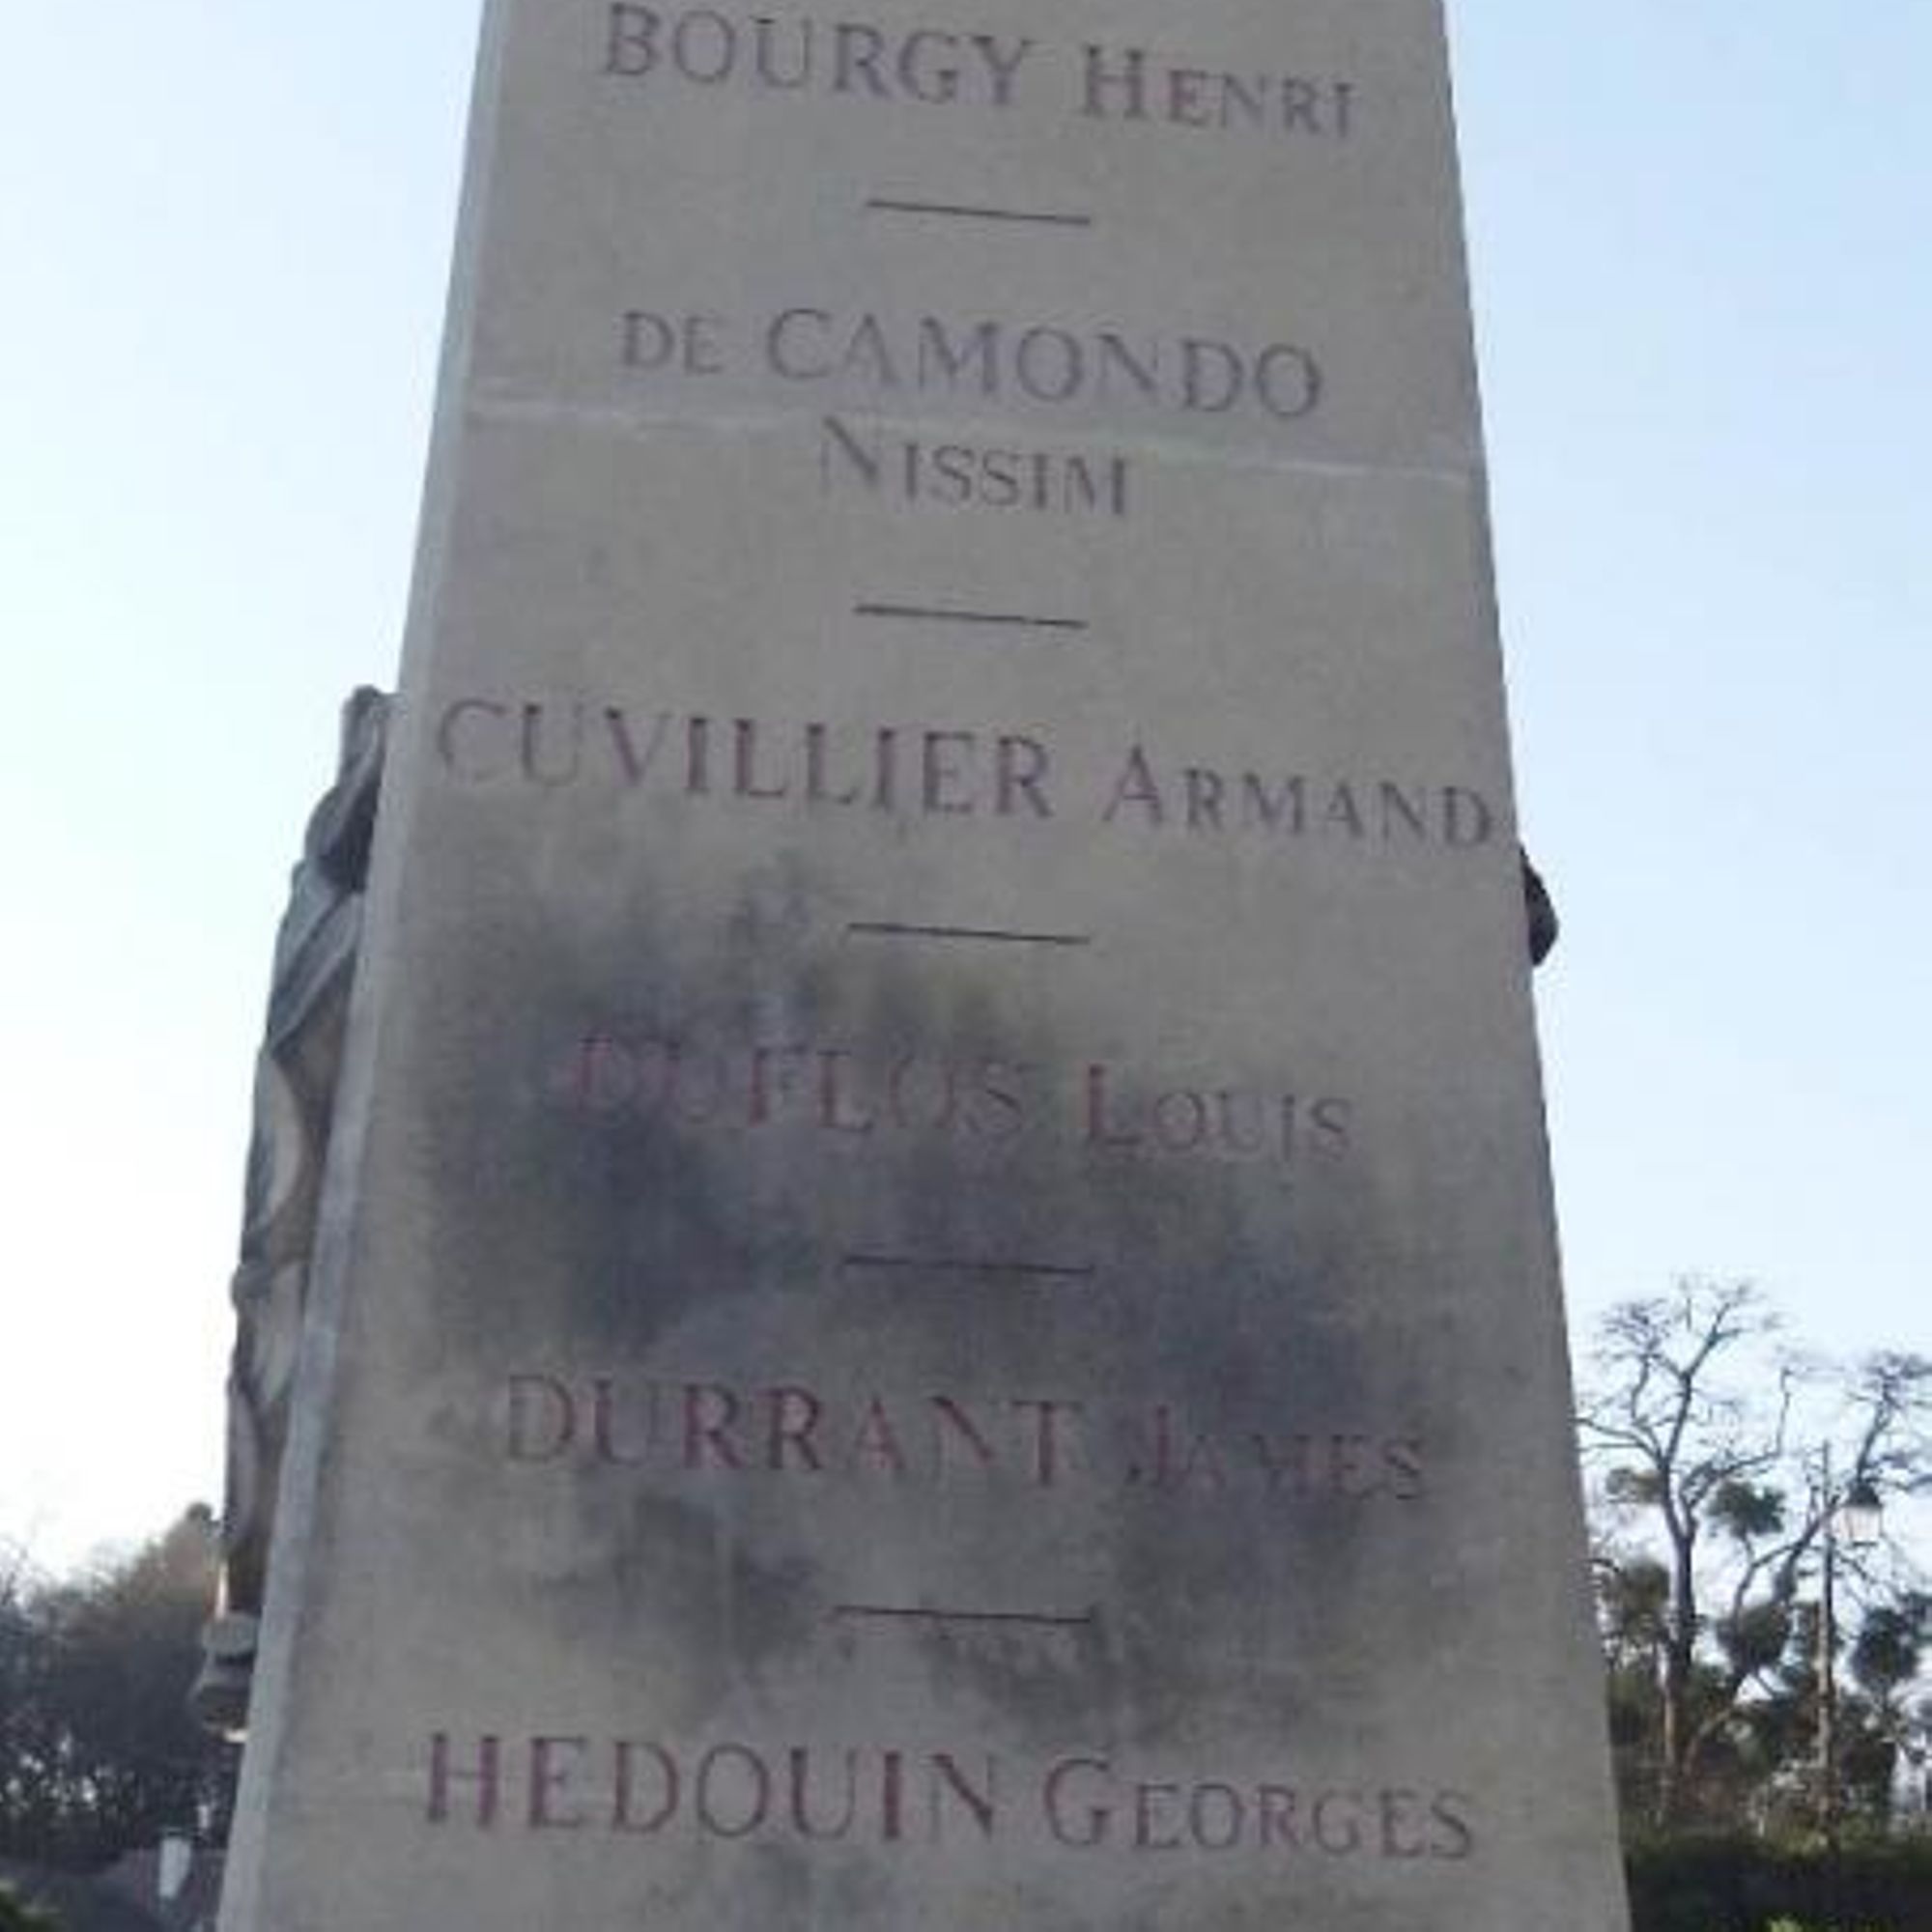 BOURGY HENRI
DE CAMONDO
NISSIM
CUVILLIER ARMAND
DUFLOS LOUIS
DURRANT JAMES
HEDOUIN GEORGES